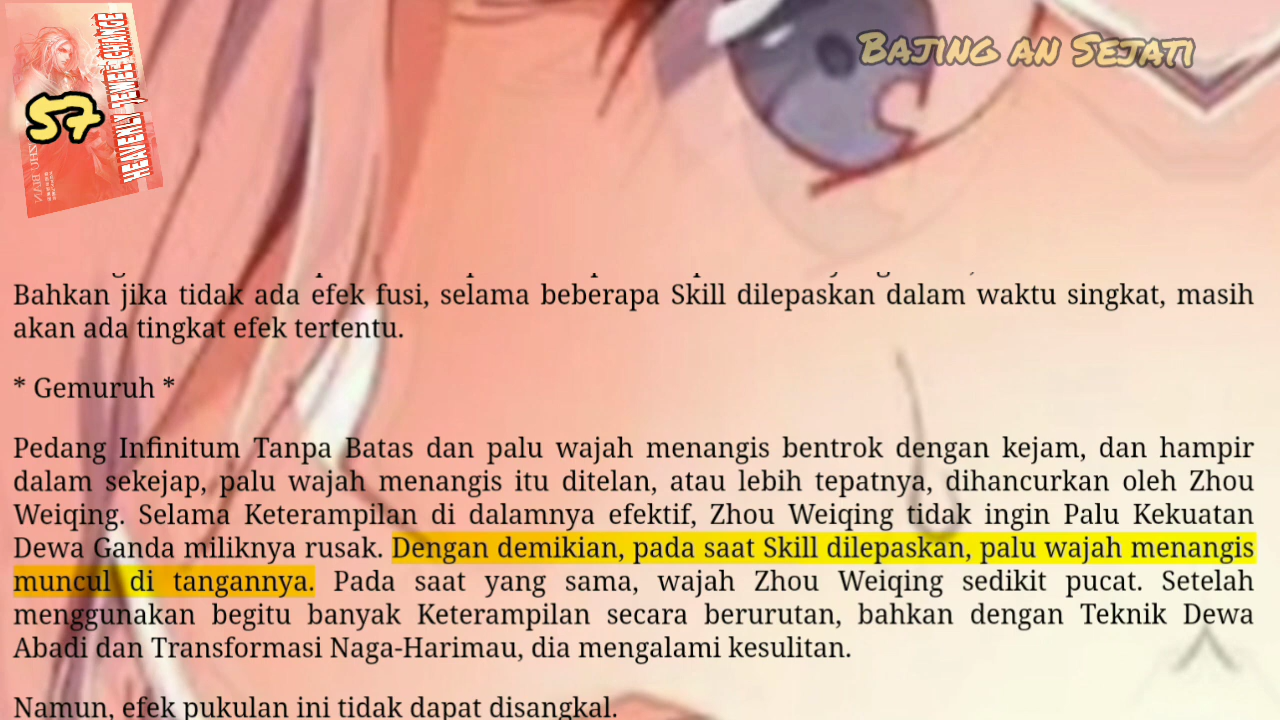 Bajing an Sejati
HEAVENLY JEWEL CHANGE
57
Bahkan jika tidak ada efek fusi, selama beberapa Skill dilepaskan dalam waktu singkat, masih
akan ada tingkat efek tertentu.
* Gemuruh *
Pedang Infinitum Tanpa Batas dan palu wajah menangis bentrok dengan kejam, dan hampir
dalam sekejap, palu wajah menangis itu ditelan, atau lebih tepatnya, dihancurkan oleh Zhou
Weiqing. Selama Keterampilan di dalamnya efektif, Zhou Weiqing tidak ingin Palu Kekuatan
Dewa Ganda miliknya rusak. Dengan demikian, pada saat Skill dilepaskan, palu wajah menangis
muncul di tangannya. Pada saat yang sama, wajah Zhou Weiqing sedikit pucat. Setelah
menggunakan begitu banyak Keterampilan secara berurutan, bahkan dengan Teknik Dewa
Abadi dan Transformasi Naga-Harimau, dia mengalami kesulitan.
Namun, efek pukulan ini tidak dapat disangkal.